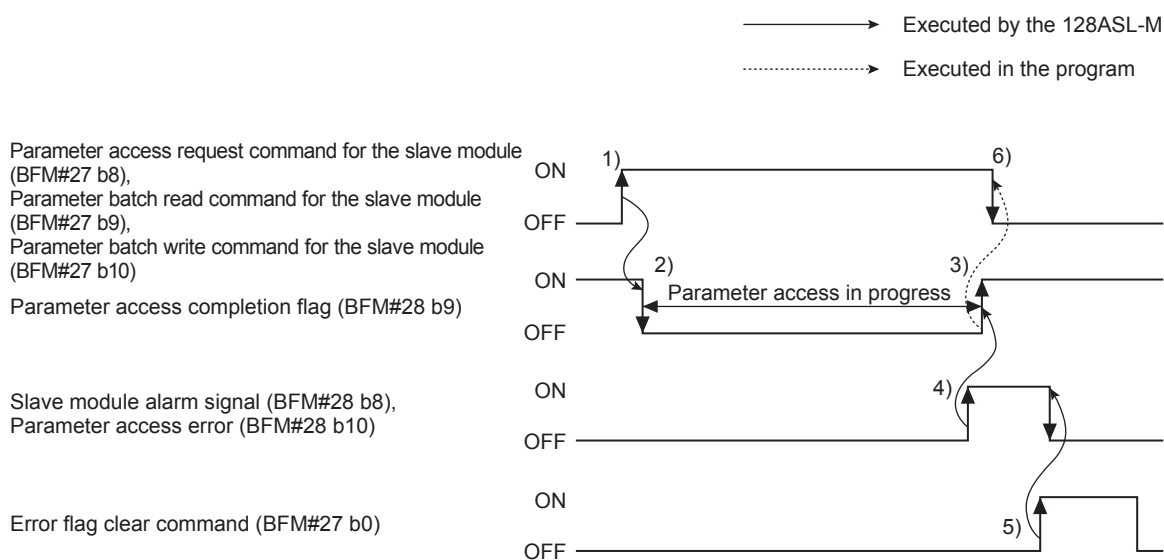 Executed by the 128ASL-M
Executed in the program
Parameter access request command for the slave module
(BFM#27 b8),
Parameter batch read command for the slave module
(BFM#27 b9),
Parameter batch write command for the slave module
(BFM#27 b10)
ON
1)
6)
OFF
Parameter access completion flag (BFM#28 b9)
ON
2)
3)
Parameter access in progress
OFF
Slave module alarm signal (BFM#28 b8),
Parameter access error (BFM#28 b10)
ON
4)
OFF
Error flag clear command (BFM#27 b0)
ON
5)
OFF